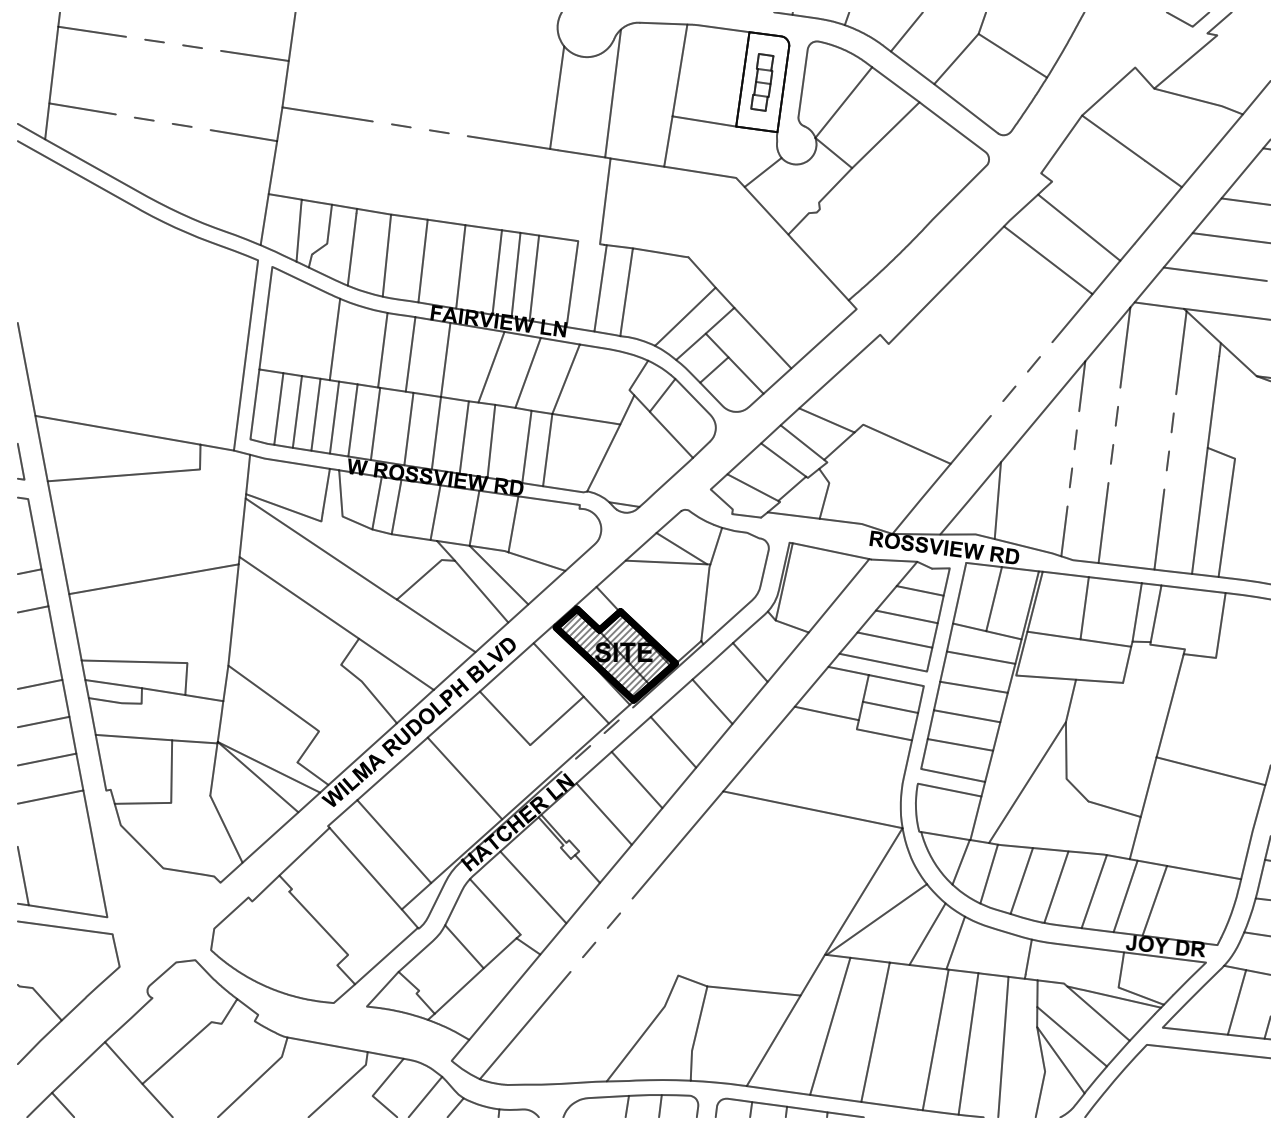 FAIRVIEW LN
W ROSSVIEW RD
ROSSVIEW RD
SITE
WILMA RUDOLPH BLVD
HATCHER LN
JOY DR